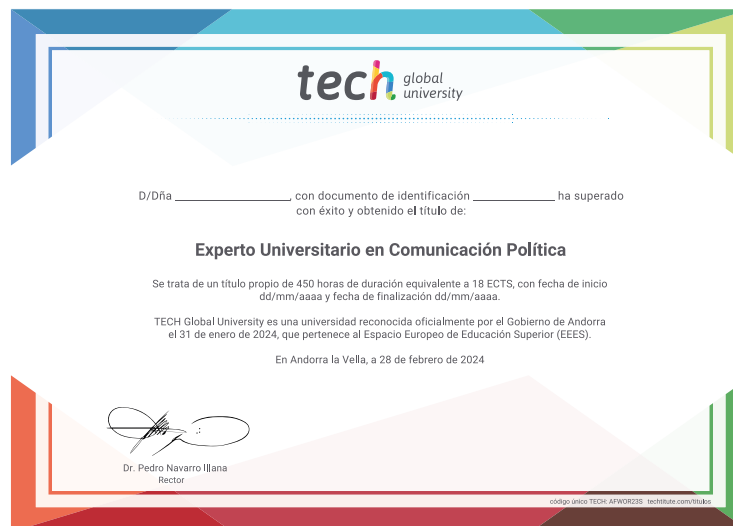 tech global university
D/Dña ________________, con documento de identificación ____________ ha superado
con éxito y obtenido el título de:
Experto Universitario en Comunicación Política
Se trata de un título propio de 450 horas de duración equivalente a 18 ECTS, con fecha de inicio
dd/mm/aaaa y fecha de finalización dd/mm/aaaa.
TECH Global University es una universidad reconocida oficialmente por el Gobierno de Andorra
el 31 de enero de 2024, que pertenece al Espacio Europeo de Educación Superior (EEES).
En Andorra la Vella, a 28 de febrero de 2024
Dr. Pedro Navarro Illana
Rector
código único TECH: AFWOR23S techtitute.com/titulos